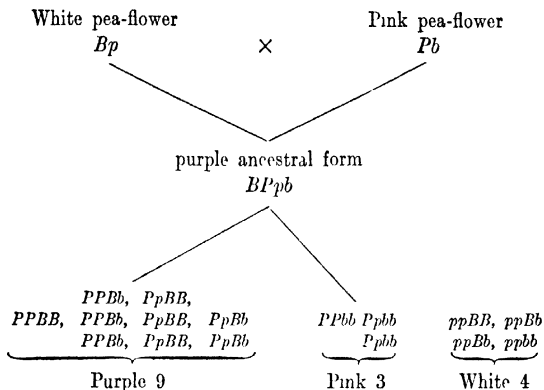 White pea-flower × Pink pea-flower
Bp Pb
purple ancestral form
BPpb
PPBb, PpBB,
PPBB, PPBb, PpBB, PpBb PPbb Ppbb ppBB, ppBb
PPBb, PpBB, PpBb Ppbb ppBb, ppbb
Purple 9 Pink 3 White 4